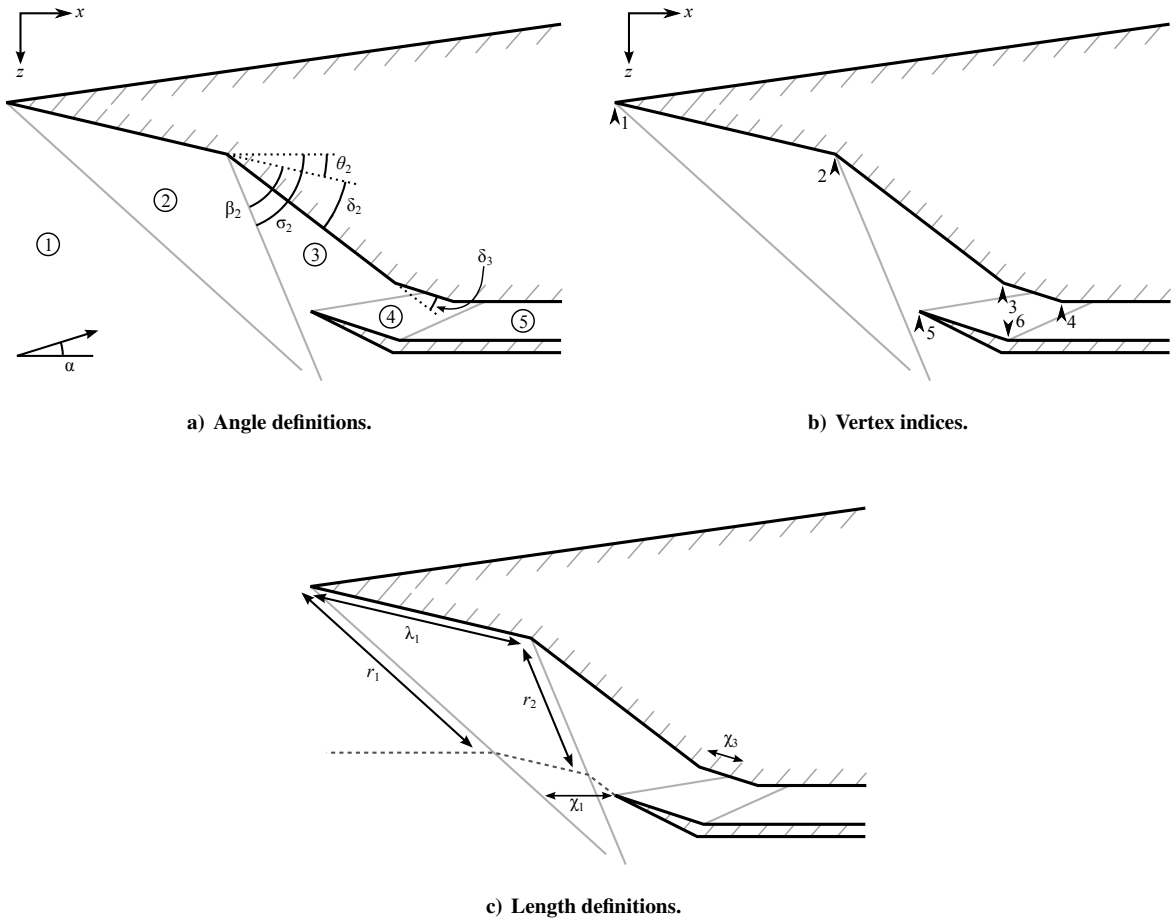 x
z
1
2
3
4
5
θ2
δ2
β2
σ2
δ3
α
a) Angle definitions.
x
z
1
2
3
4
5
6
b) Vertex indices.
λ1
r1
r2
χ3
χ1
c) Length definitions.